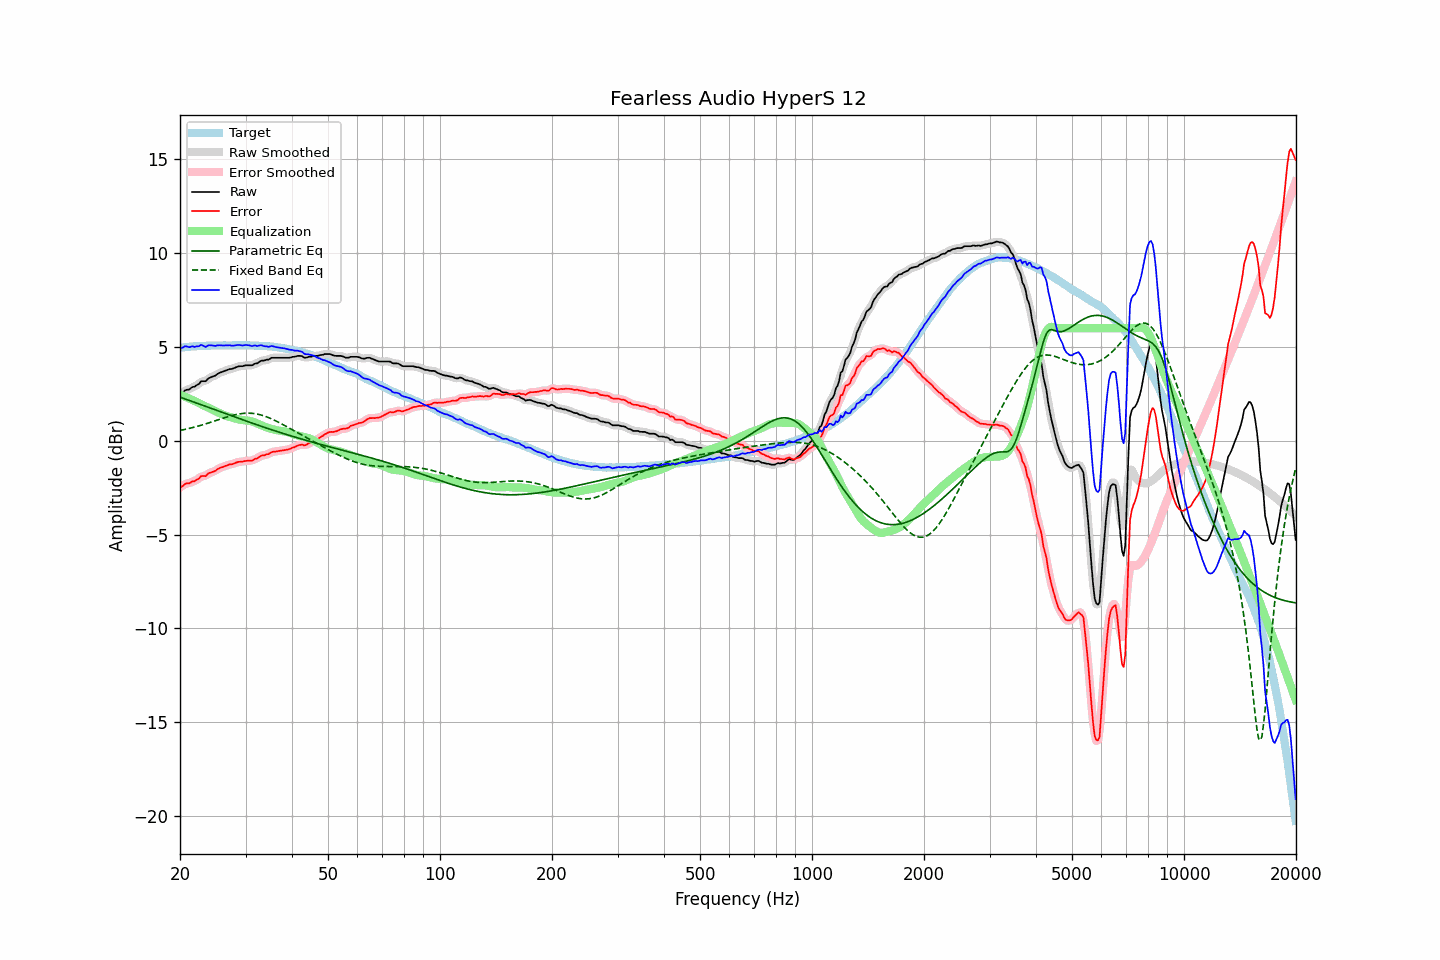 Fearless Audio HyperS 12
Target
Raw Smoothed
Error Smoothed
Raw
Error
Equalization
Parametric Eq
Fixed Band Eq
Equalized
15
10
5
0
−5
−10
−15
−20
Amplitude (dBr)
20 50 100 200 500 1000 2000 5000 10000 20000
Frequency (Hz)